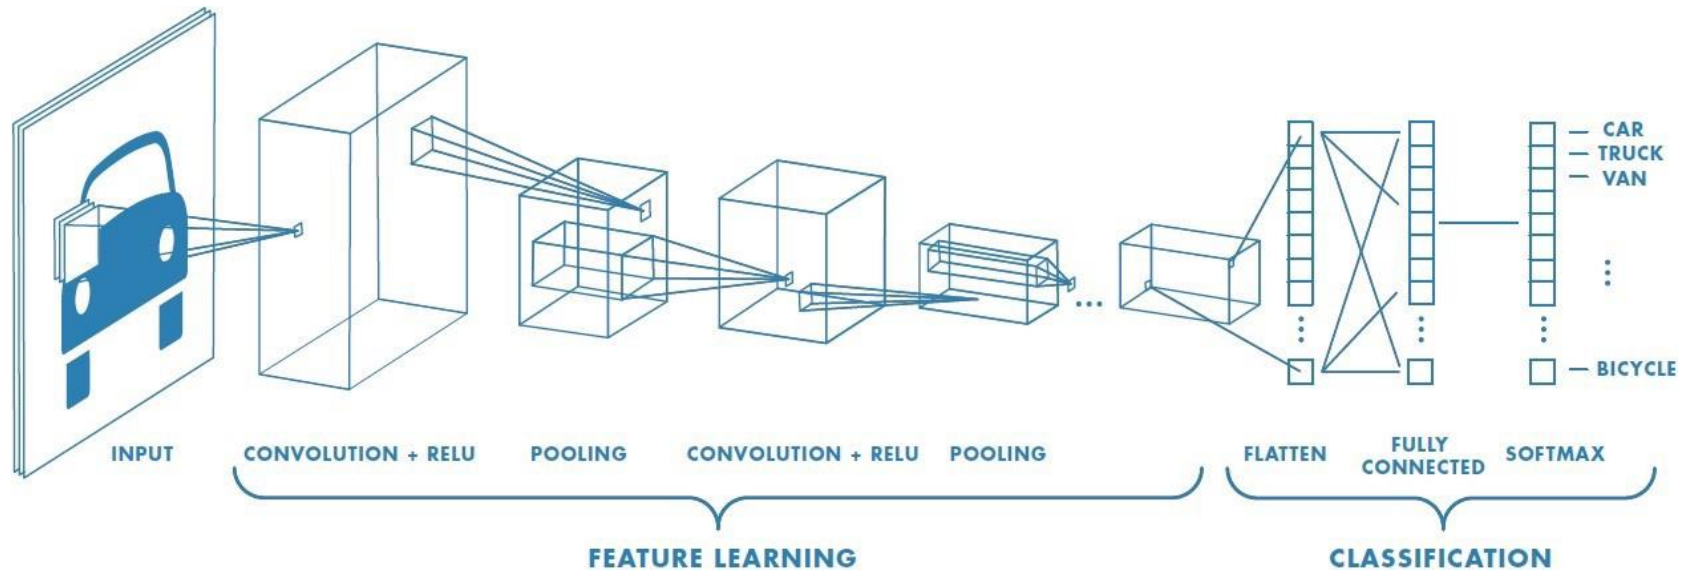 CAR
TRUCK
VAN
BICYCLE
INPUT
CONVOLUTION + RELU
POOLING
CONVOLUTION + RELU
POOLING
FLATTEN
FULLY
CONNECTED
SOFTMAX
FEATURE LEARNING
CLASSIFICATION